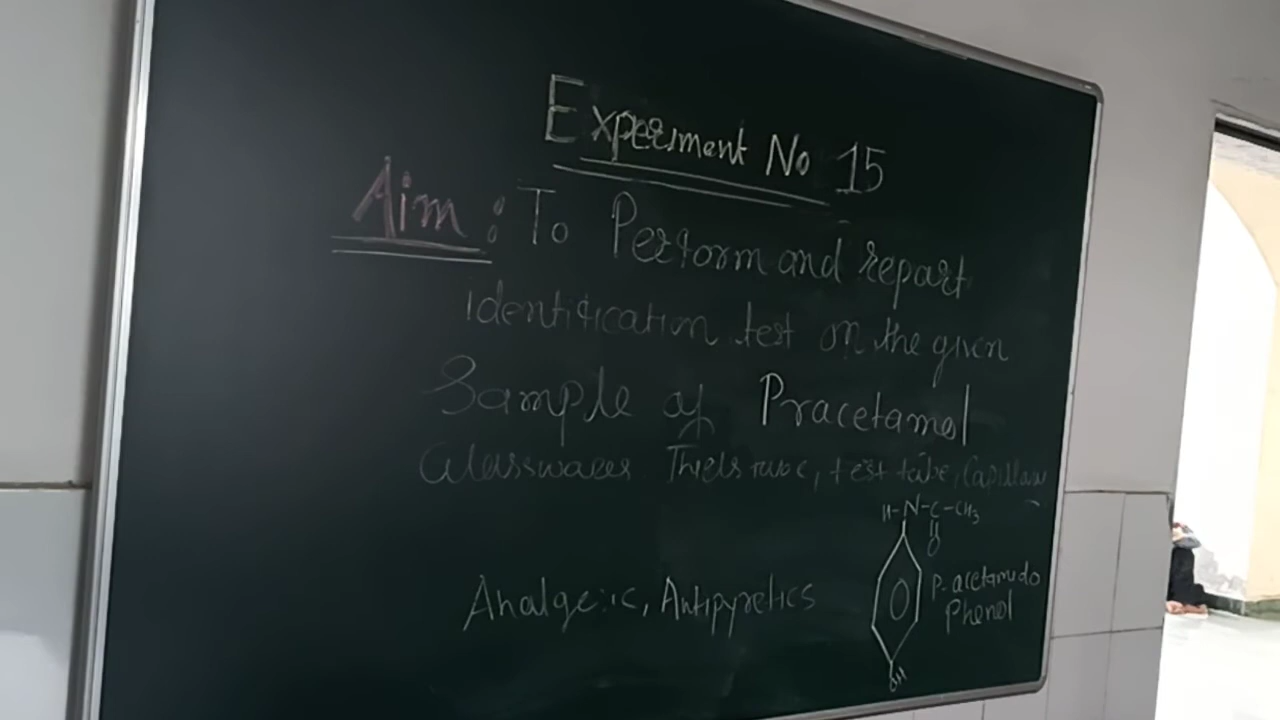 Experiment No 15
Aim : To Perform and report
identification test on the given
Sample of Pracetamol
Glasswares Thiels tube, test tube, Capillary
H-N-C-CH3
O
Analgesic, Antipyretics
P-acetamido
Phenol
OH